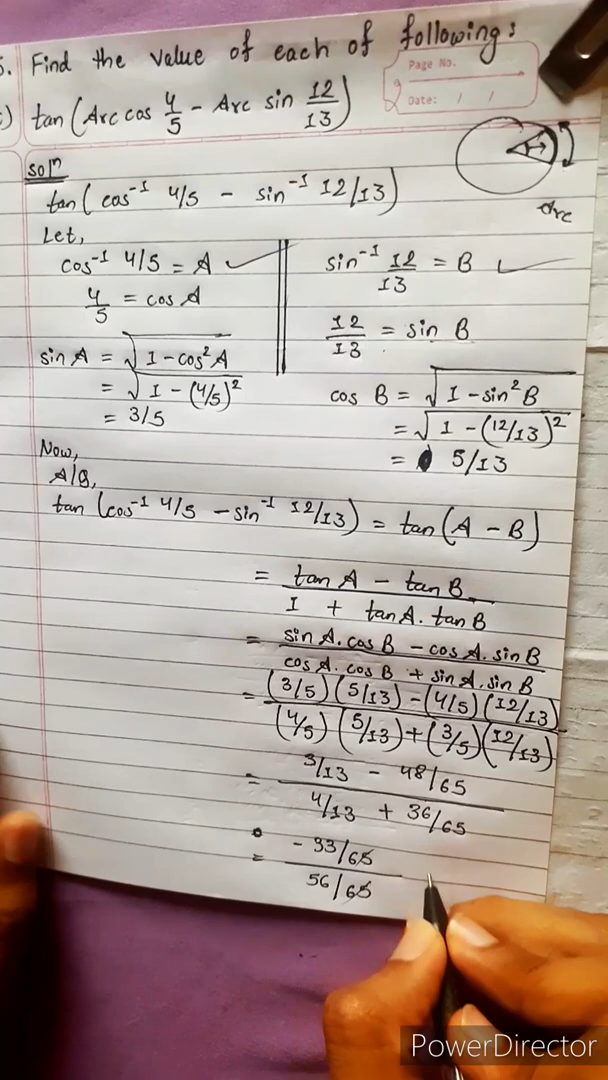 5. Find the value of each of following:
Page No.
Date: / /
c) tan (Arc cos 4/5 - Arc sin 12/13)
Soln
tan( cos⁻¹ 4/5 - sin⁻¹ 12/13)
Arc
Let,
cos⁻¹ 4/5 = A ✓
4/5 = cos A
sin A = √1-cos²A
= √1-(4/5)²
= 3/5
sin⁻¹ 12/13 = B ✓
12/13 = sin B
cos B = √1-sin²B
= √1-(12/13)²
= 5/13
Now,
A/Q,
tan (cos⁻¹ 4/5 - sin⁻¹ 12/13) = tan (A - B)
= tan A - tan B / 1 + tan A. tan B
= sin A. cos B - cos A. sin B / cos A. cos B + sin A. sin B
= (3/5) (5/13) - (4/5) (12/13) / (4/5) (5/13) + (3/5) (12/13)
= 3/13 - 48/65 / 4/13 + 36/65
= - 33/65 / 56/65
PowerDirector